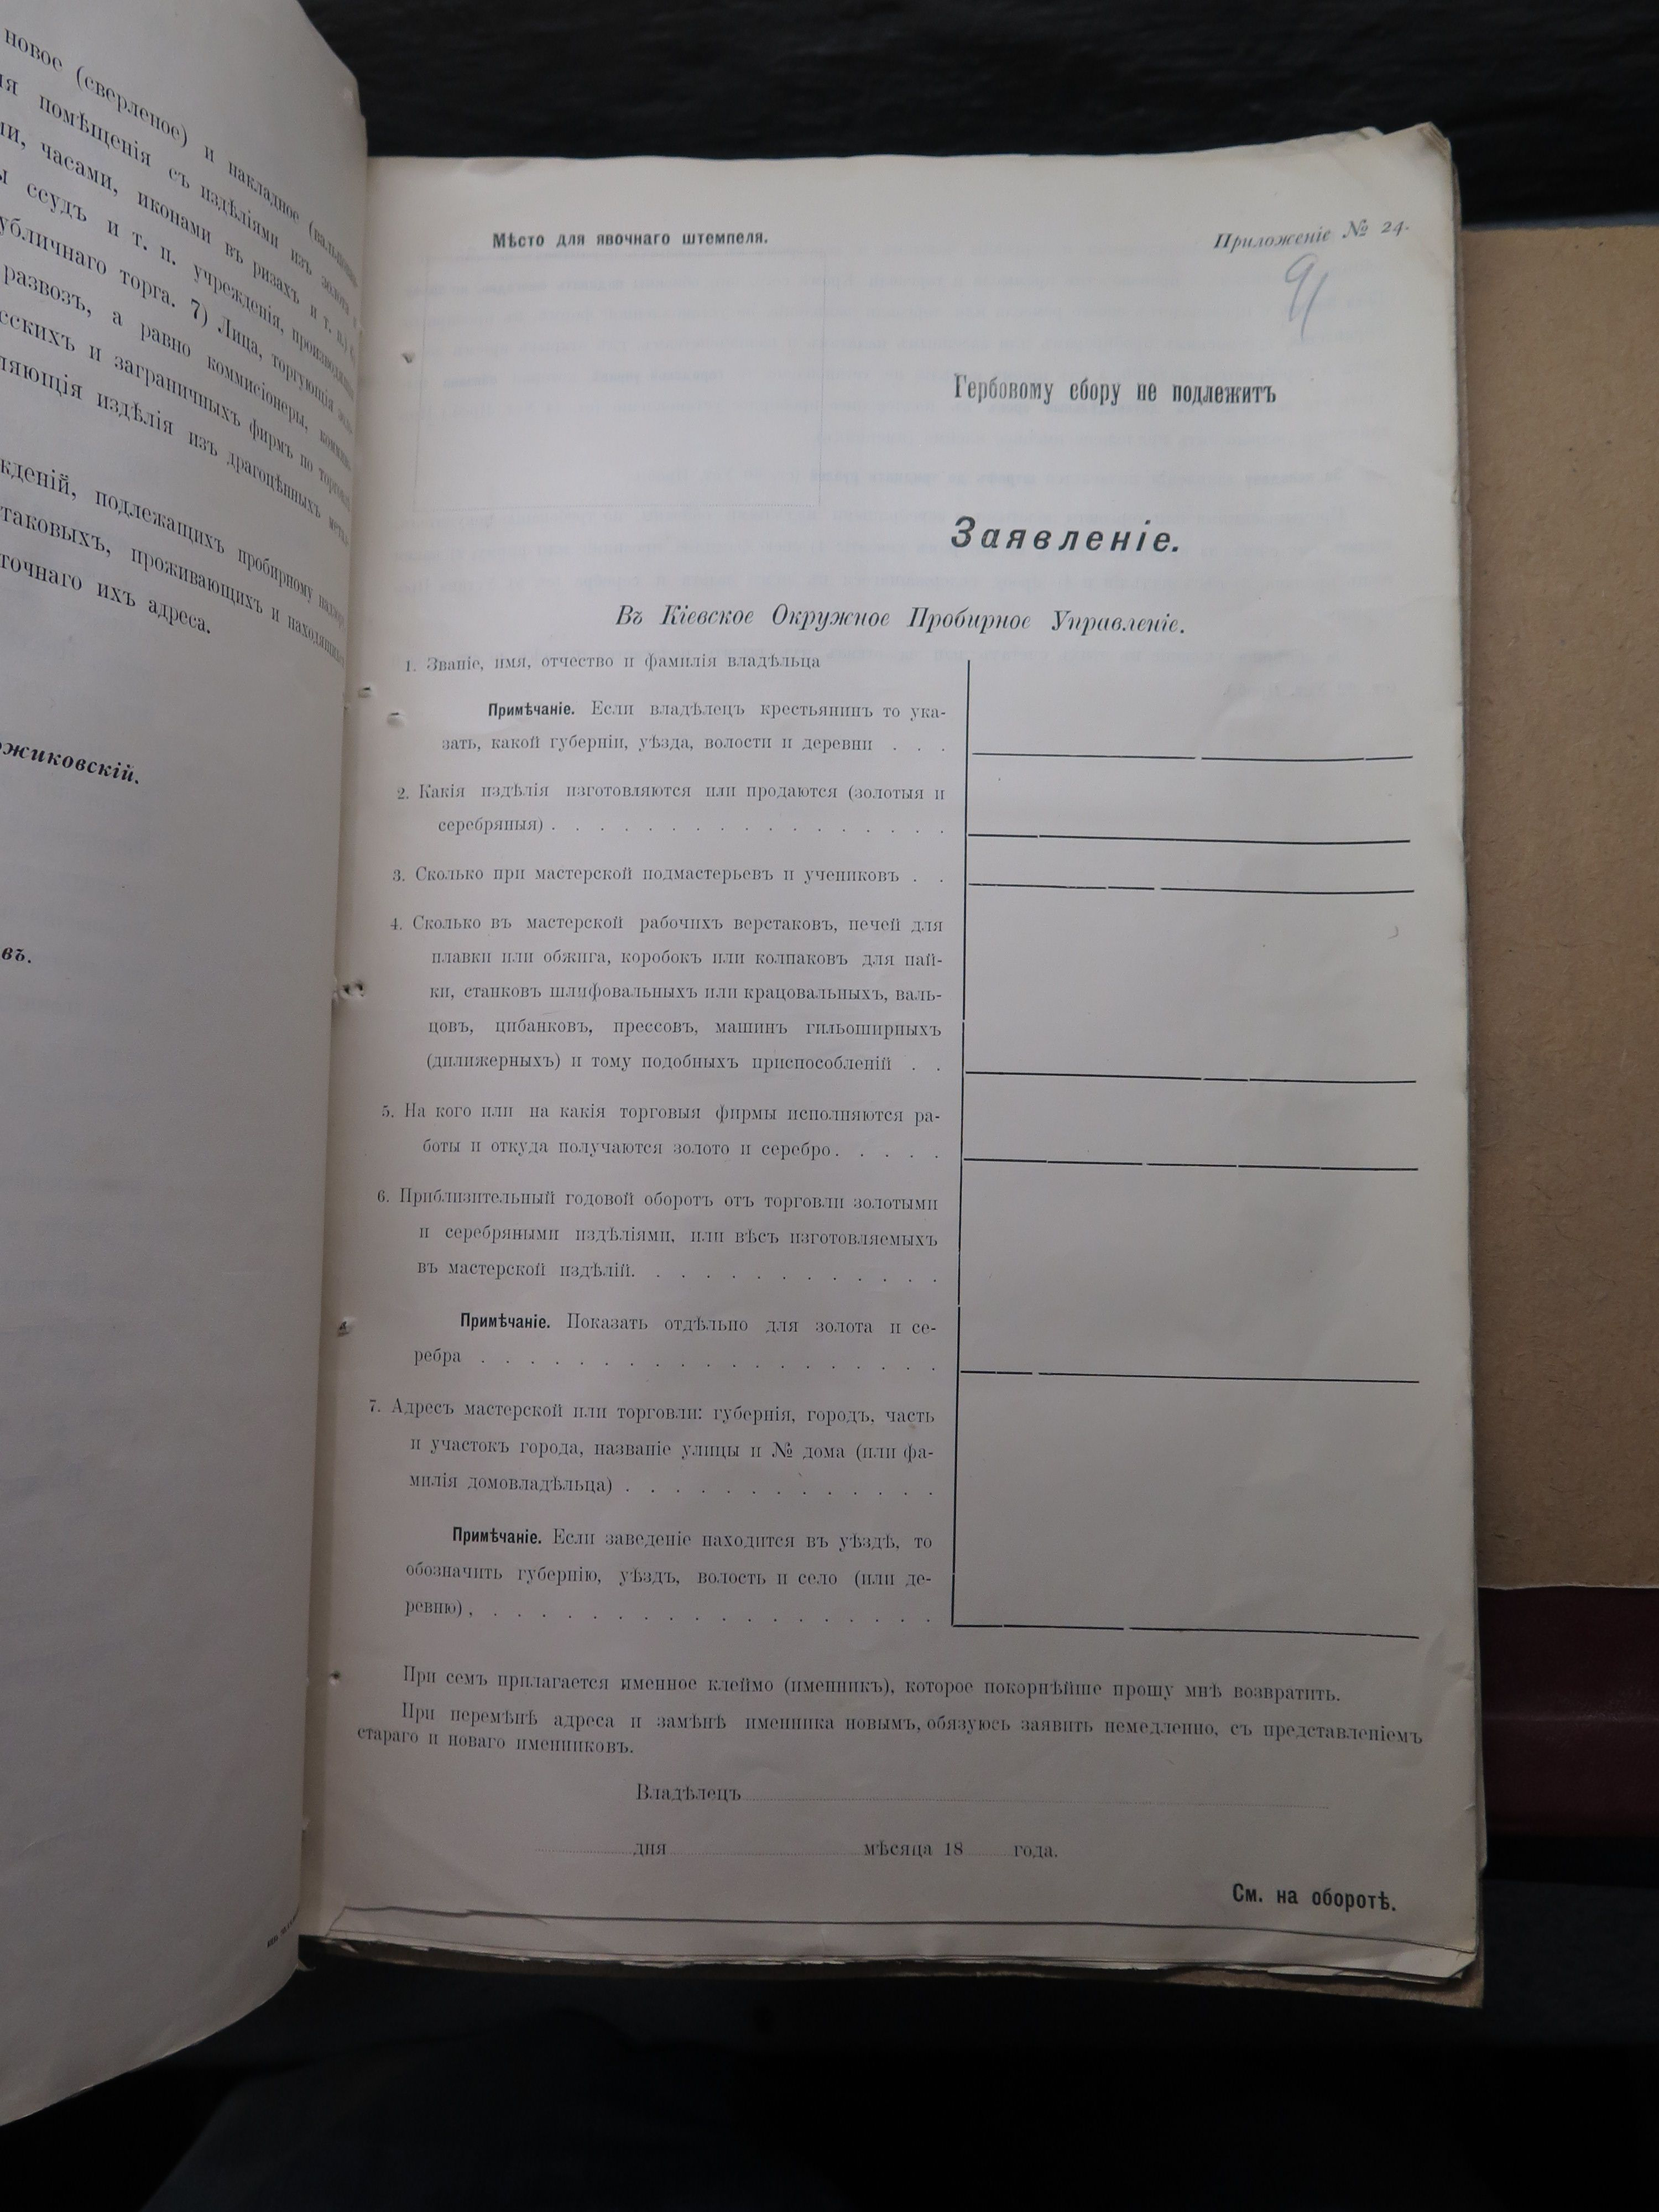 новое (сверленое) и накладное
помѣщенія съ издѣліями изъ золота
часами, иконами въ ризахъ и т. п.)
ссудъ и т. п. учрежденія,
публичнаго торга. 7) Лица, торгующія
развозъ, а равно коммисіонеры,
и заграничныхъ фирмъ по
издѣлія изъ драгоцѣнныхъ
подлежащихъ пробирному
таковыхъ, проживающихъ и
их адреса.
Мѣсто для явочнаго штемпеля.
Приложеніе № 24.
91
Гербовому сбору не подлежитъ
Заявленіе.
Въ Кіевское Окружное Пробирное Управленіе.
1. Званіе, имя, отчество и фамилія владѣльца
Примѣчаніе. Если владѣлецъ крестьянинъ то ука-
зать, какой губерніи, уѣзда, волости и деревни . . .
2. Какія издѣлія изготовляются или продаются (золотыя и
серебряныя) . . . . . . . . . . . . . . . . .
3. Сколько при мастерской подмастерьевъ и учениковъ . .
4. Сколько въ мастерской рабочихъ верстаковъ, печей для
плавки или обжига, коробокъ или колпаковъ для пай-
ки, станковъ шлифовальныхъ или крацовальныхъ, валь-
цовъ, цибанковъ, прессовъ, машинъ гильоширныхъ
(дилижерныхъ) и тому подобныхъ приспособленій . .
5. На кого или на какія торговыя фирмы исполняются ра-
боты и откуда получаются золото и серебро . . . . .
6. Приблизительный годовой оборотъ отъ торговли золотыми
и серебряными издѣліями, или вѣсъ изготовляемыхъ
въ мастерской издѣлій. . . . . . . . . . . . .
Примѣчаніе. Показать отдѣльно для золота и се-
ребра . . . . . . . . . . . . . . . . . . .
7. Адресъ мастерской или торговли: губернія, городъ, часть
и участокъ города, названіе улицы и № дома (или фа-
милія домовладѣльца) . . . . . . . . . . . . .
Примѣчаніе. Если заведеніе находится въ уѣздѣ, то
обозначить губернію, уѣздъ, волость и село (или де-
ревню) , . . . . . . . . . . . . . . . . . .
При семъ прилагается именное клеймо (именникъ), которое покорнѣйше прошу мнѣ возвратить.
При перемѣнѣ адреса и замѣнѣ именника новымъ, обязуюсь заявить немедленно, съ представленіемъ
стараго и новаго именниковъ.
Владѣлецъ
дня мѣсяца 18 года.
См. на оборотѣ.